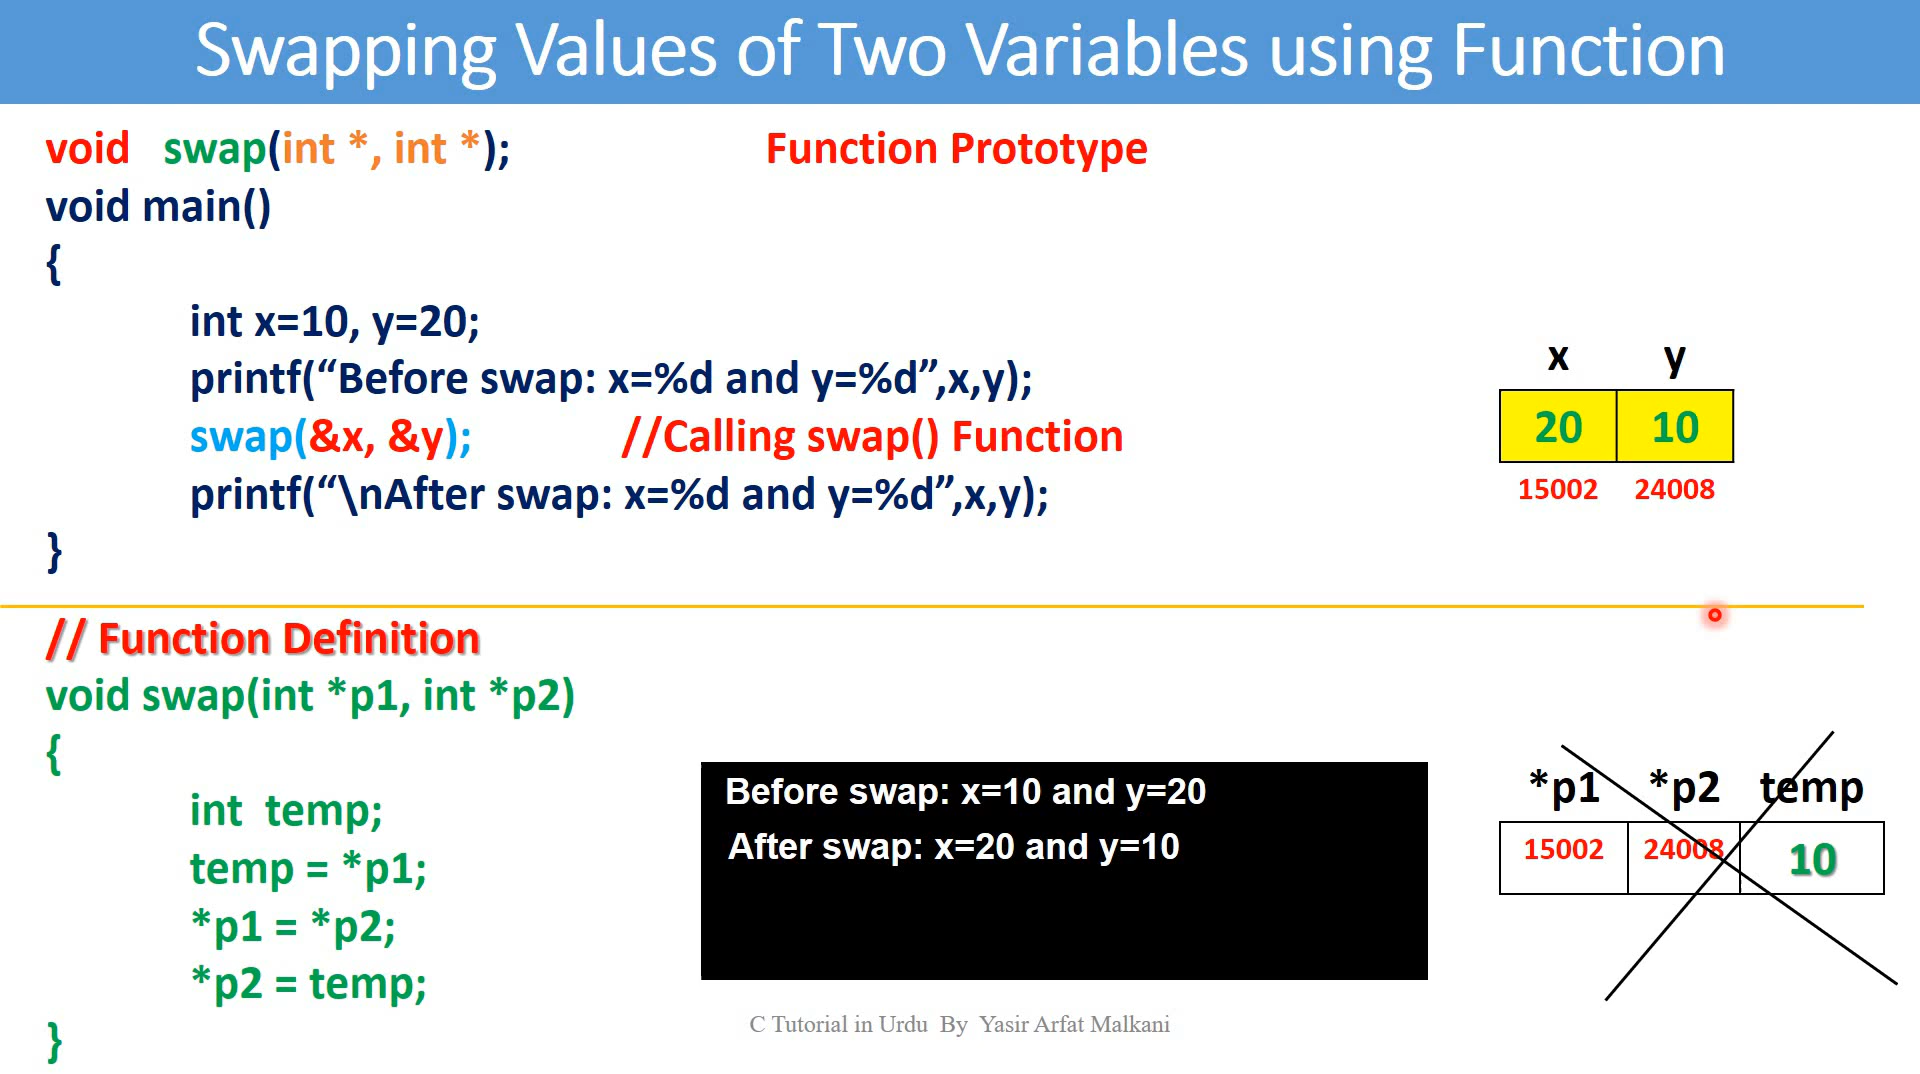 Swapping Values of Two Variables using Function
void swap(int *, int *); Function Prototype
void main()
{
int x=10, y=20;
printf(“Before swap: x=%d and y=%d”,x,y);
swap(&x, &y); //Calling swap() Function
printf(“\nAfter swap: x=%d and y=%d”,x,y);
}
x y
20 10
15002 24008
// Function Definition
void swap(int *p1, int *p2)
{
int temp;
temp = *p1;
*p1 = *p2;
*p2 = temp;
}
Before swap: x=10 and y=20
After swap: x=20 and y=10
*p1 *p2 temp
15002 24008 10
C Tutorial in Urdu By Yasir Arfat Malkani